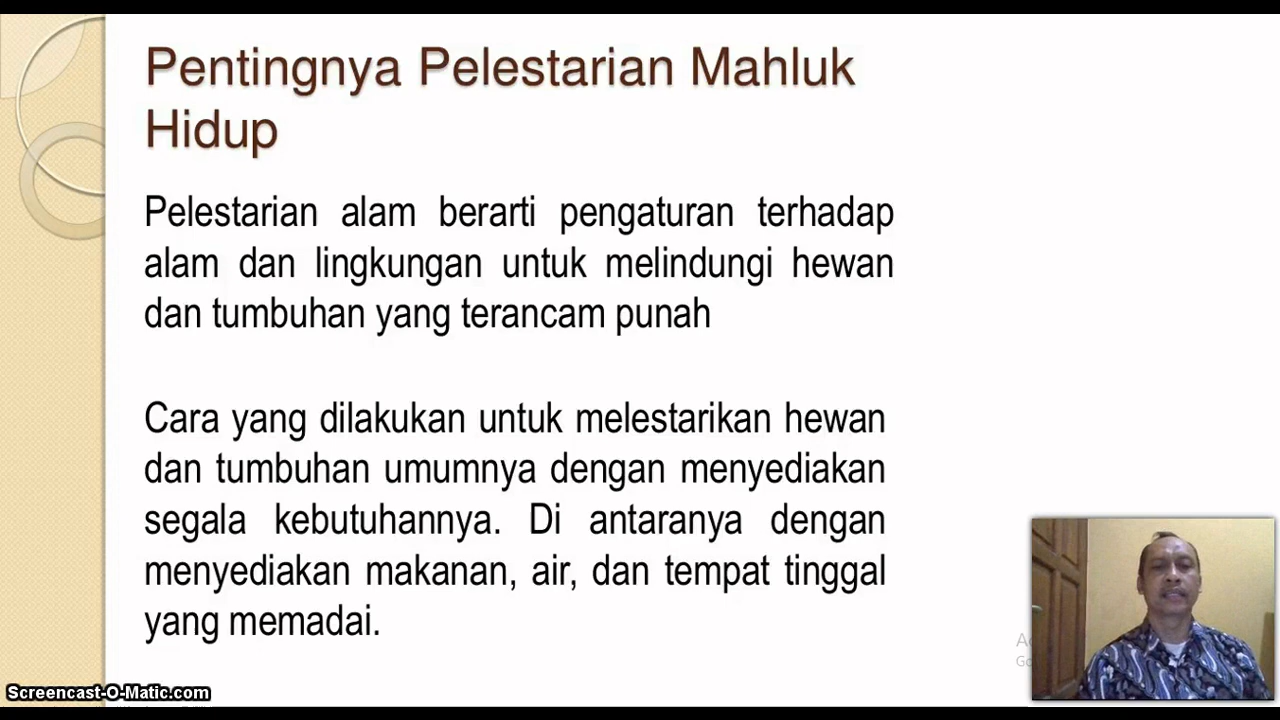 Pentingnya Pelestarian Mahluk
Hidup
Pelestarian alam berarti pengaturan terhadap
alam dan lingkungan untuk melindungi hewan
dan tumbuhan yang terancam punah
Cara yang dilakukan untuk melestarikan hewan
dan tumbuhan umumnya dengan menyediakan
segala kebutuhannya. Di antaranya dengan
menyediakan makanan, air, dan tempat tinggal
yang memadai.
Screencast-O-Matic.com